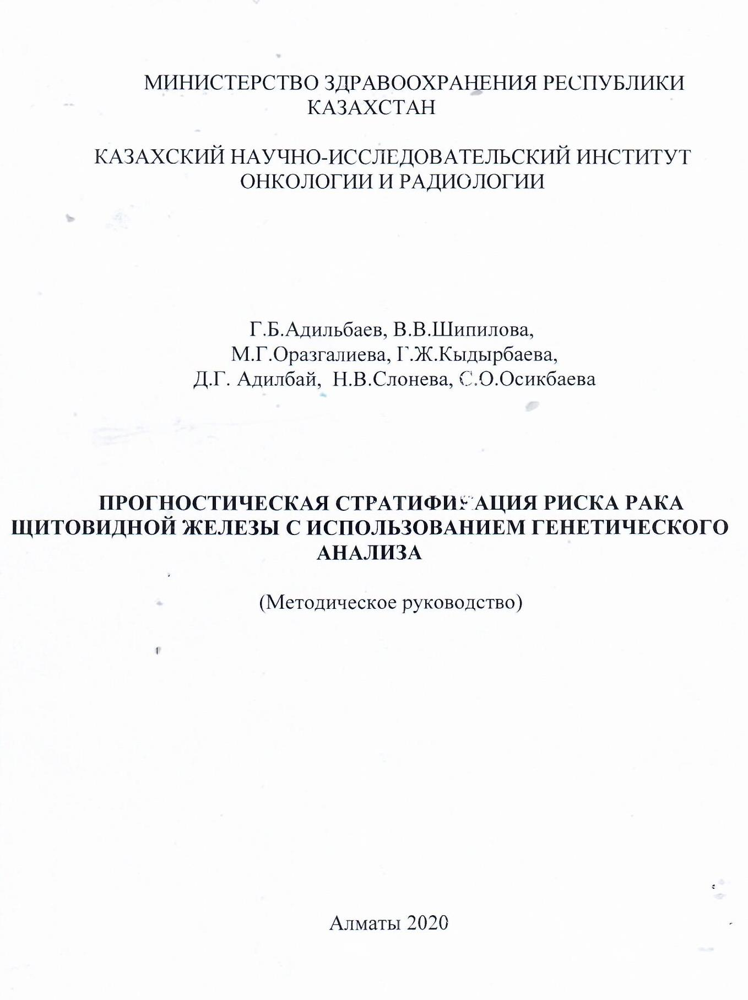 МИНИСТЕРСТВО ЗДРАВООХРАНЕНИЯ РЕСПУБЛИКИ
КАЗАХСТАН
КАЗАХСКИЙ НАУЧНО-ИССЛЕДОВАТЕЛЬСКИЙ ИНСТИТУТ
ОНКОЛОГИИ И РАДИОЛОГИИ
Г.Б.Адильбаев, В.В.Шипилова,
М.Г.Оразгалиева, Г.Ж.Кыдырбаева,
Д.Г. Адилбай, Н.В.Слонева, С.О.Осикбаева
ПРОГНОСТИЧЕСКАЯ СТРАТИФИКАЦИЯ РИСКА РАКА
ЩИТОВИДНОЙ ЖЕЛЕЗЫ С ИСПОЛЬЗОВАНИЕМ ГЕНЕТИЧЕСКОГО
АНАЛИЗА
(Методическое руководство)
Алматы 2020